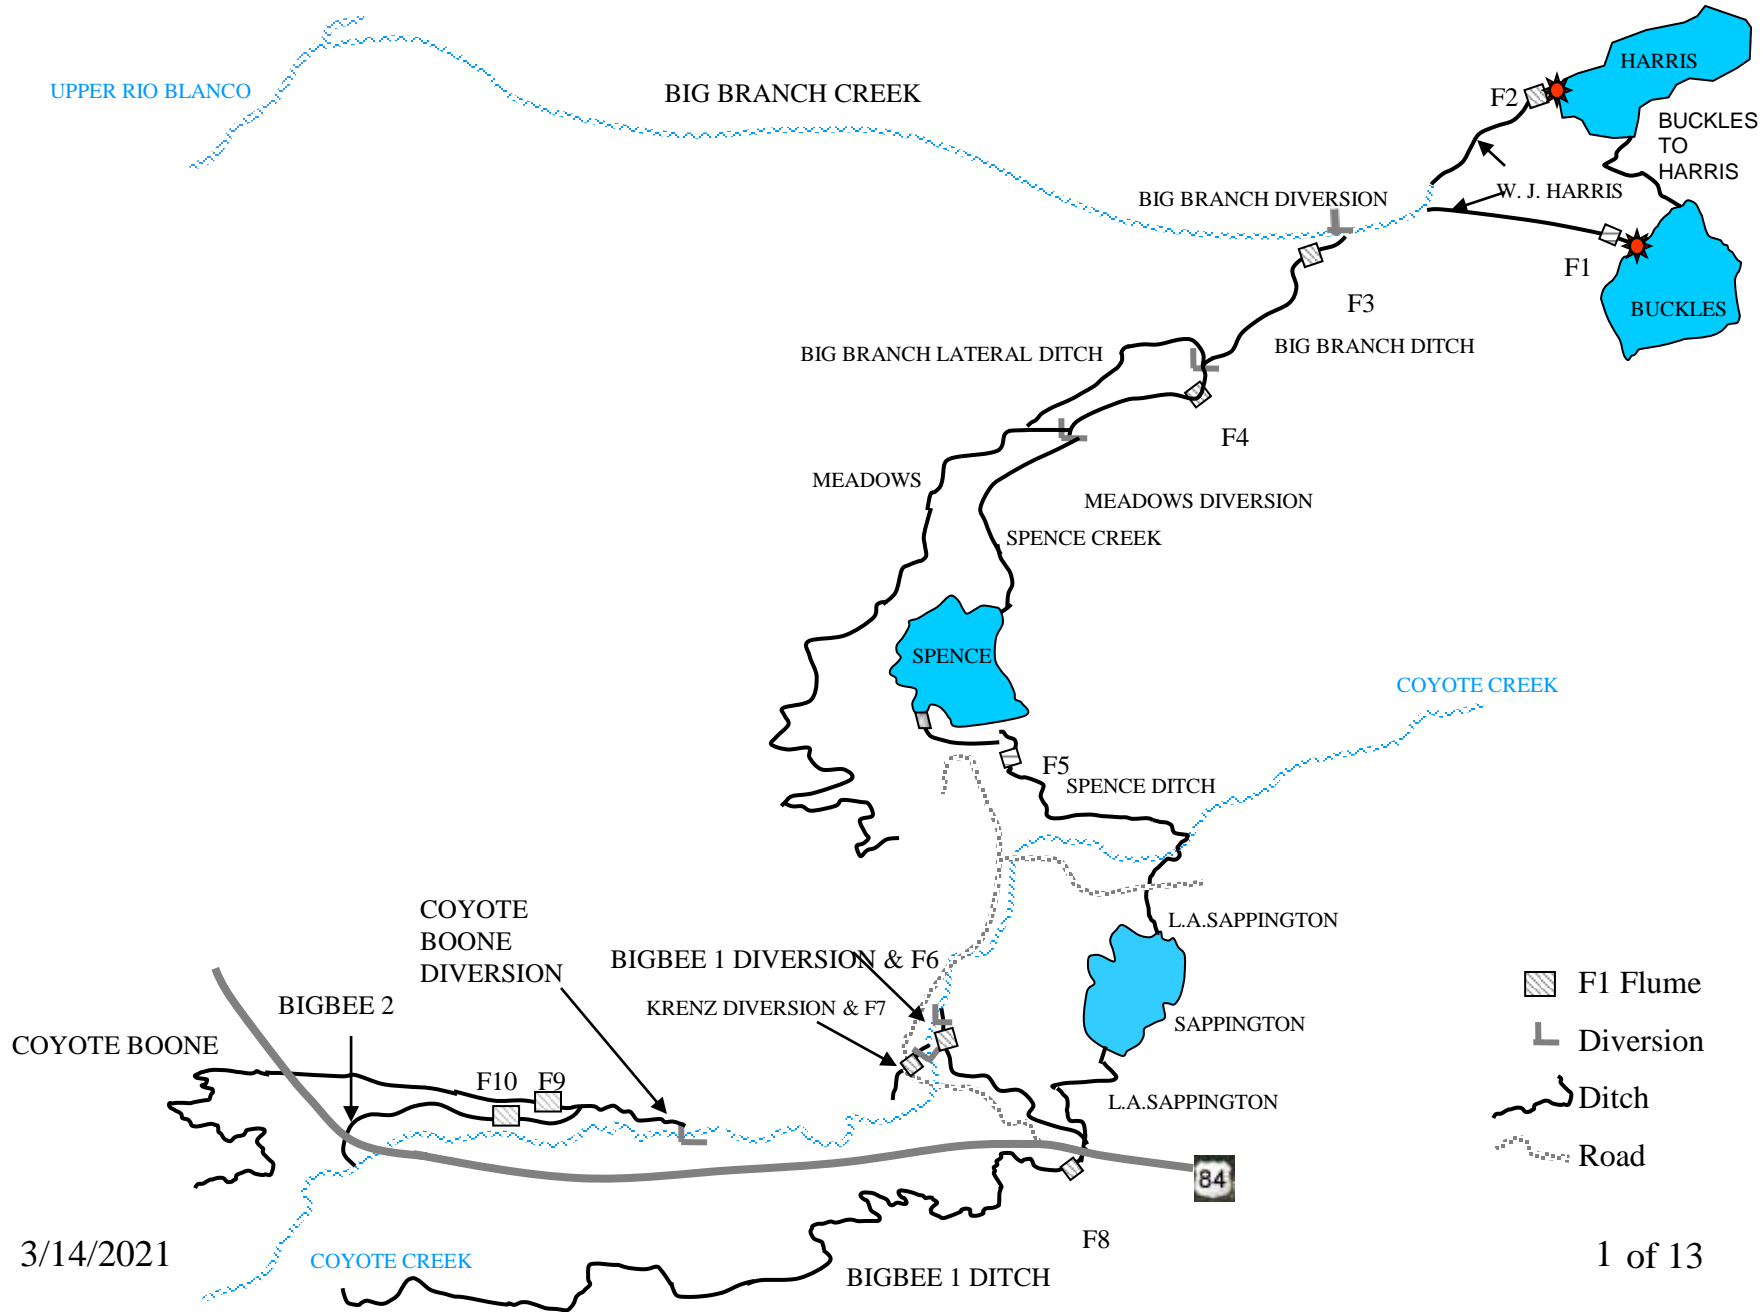 HARRIS
UPPER RIO BLANCO
BIG BRANCH CREEK
F2
BUCKLES
TO
HARRIS
W. J. HARRIS
BIG BRANCH DIVERSION
F1
F3
BUCKLES
BIG BRANCH LATERAL DITCH
BIG BRANCH DITCH
F4
MEADOWS
MEADOWS DIVERSION
SPENCE CREEK
SPENCE
COYOTE CREEK
F5
SPENCE DITCH
COYOTE
BOONE
DIVERSION
L.A.SAPPINGTON
BIGBEE 1 DIVERSION & F6
KRENZ DIVERSION & F7
BIGBEE 2
SAPPINGTON
COYOTE BOONE
F10
F9
L.A.SAPPINGTON
F1 Flume
Diversion
Ditch
Road
84
F8
3/14/2021
COYOTE CREEK
BIGBEE 1 DITCH
1 of 13